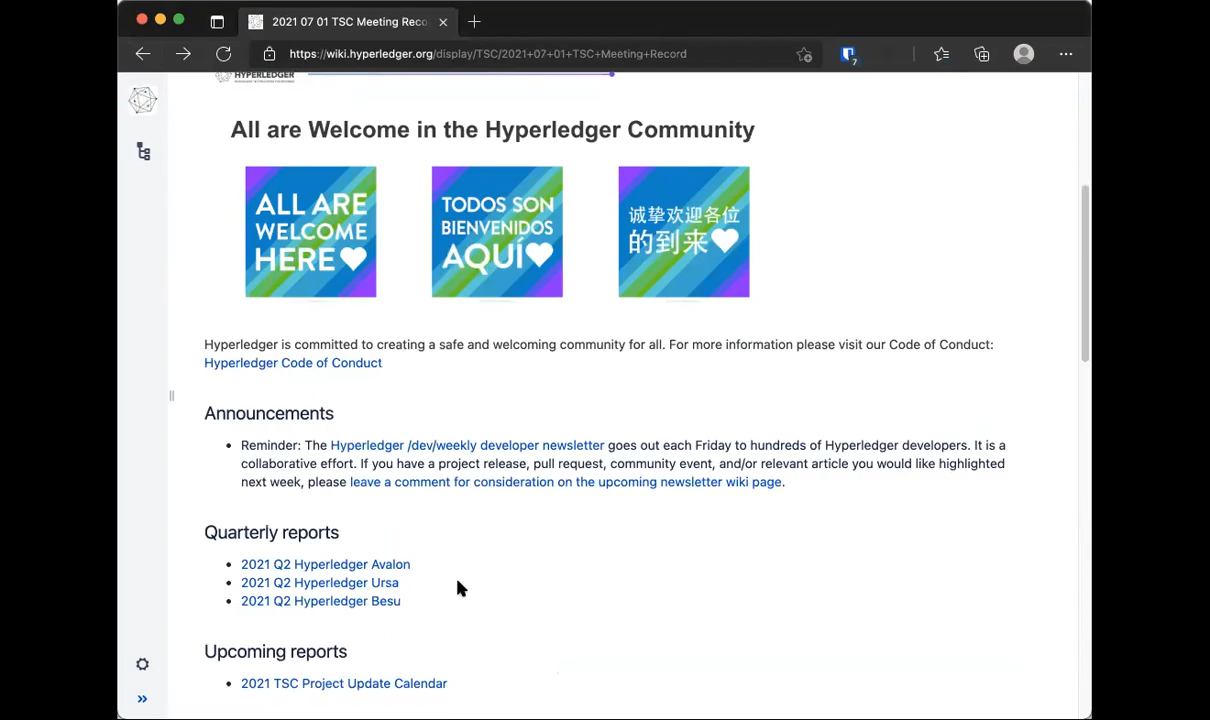 2021 07 01 TSC Meeting Reco
https://wiki.hyperledger.org/display/TSC/2021+07+01+TSC+Meeting+Record
7
HYPERLEDGER
All are Welcome in the Hyperledger Community
ALL ARE
WELCOME
HERE
TODOS SON
BIENVENIDOS
AQUÍ
诚挚欢迎各位
的到来
Hyperledger is committed to creating a safe and welcoming community for all. For more information please visit our Code of Conduct:
Hyperledger Code of Conduct
Announcements
Reminder: The Hyperledger /dev/weekly developer newsletter goes out each Friday to hundreds of Hyperledger developers. It is a
collaborative effort. If you have a project release, pull request, community event, and/or relevant article you would like highlighted
next week, please leave a comment for consideration on the upcoming newsletter wiki page.
Quarterly reports
2021 Q2 Hyperledger Avalon
2021 Q2 Hyperledger Ursa
2021 Q2 Hyperledger Besu
Upcoming reports
2021 TSC Project Update Calendar